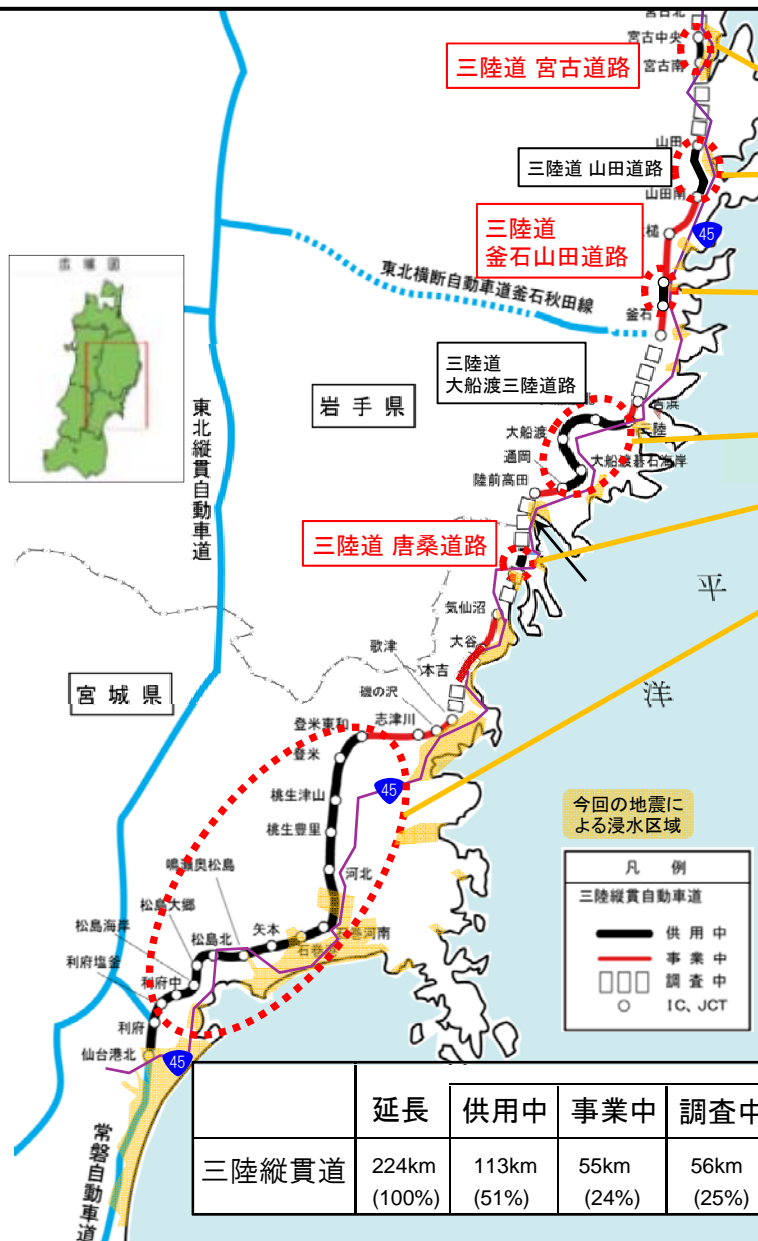 宮古北
宮古中央
三陸道 宮古道路
宮古南
山田
三陸道 山田道路
山田南
三陸道
釜石山田道路
槌
45
広域図
東北横断自動車道釜石秋田線
釜石
三陸道
大船渡三陸道路
岩手県
東北縦貫自動車道
吉浜
三陸
大船渡
通岡
大船渡碁石海岸
陸前高田
三陸道 唐桑道路
平
気仙沼
大谷
歌津
本吉
洋
宮城県
磯の沢
志津川
登米東和
登米
45
桃生津山
桃生豊里
今回の地震に
よる浸水区域
鳴瀬奥松島
河北
凡 例
三陸縦貫自動車道
供用中
事業中
調査中
IC、JCT
松島大郷
松島海岸
松島北
矢本
石巻河南
石巻
利府塩釜
利府中
利府
仙台港北
45
常磐自動車道
延長 供用中 事業中 調査中
三陸縦貫道 224km 113km 55km 56km
(100%) (51%) (24%) (25%)